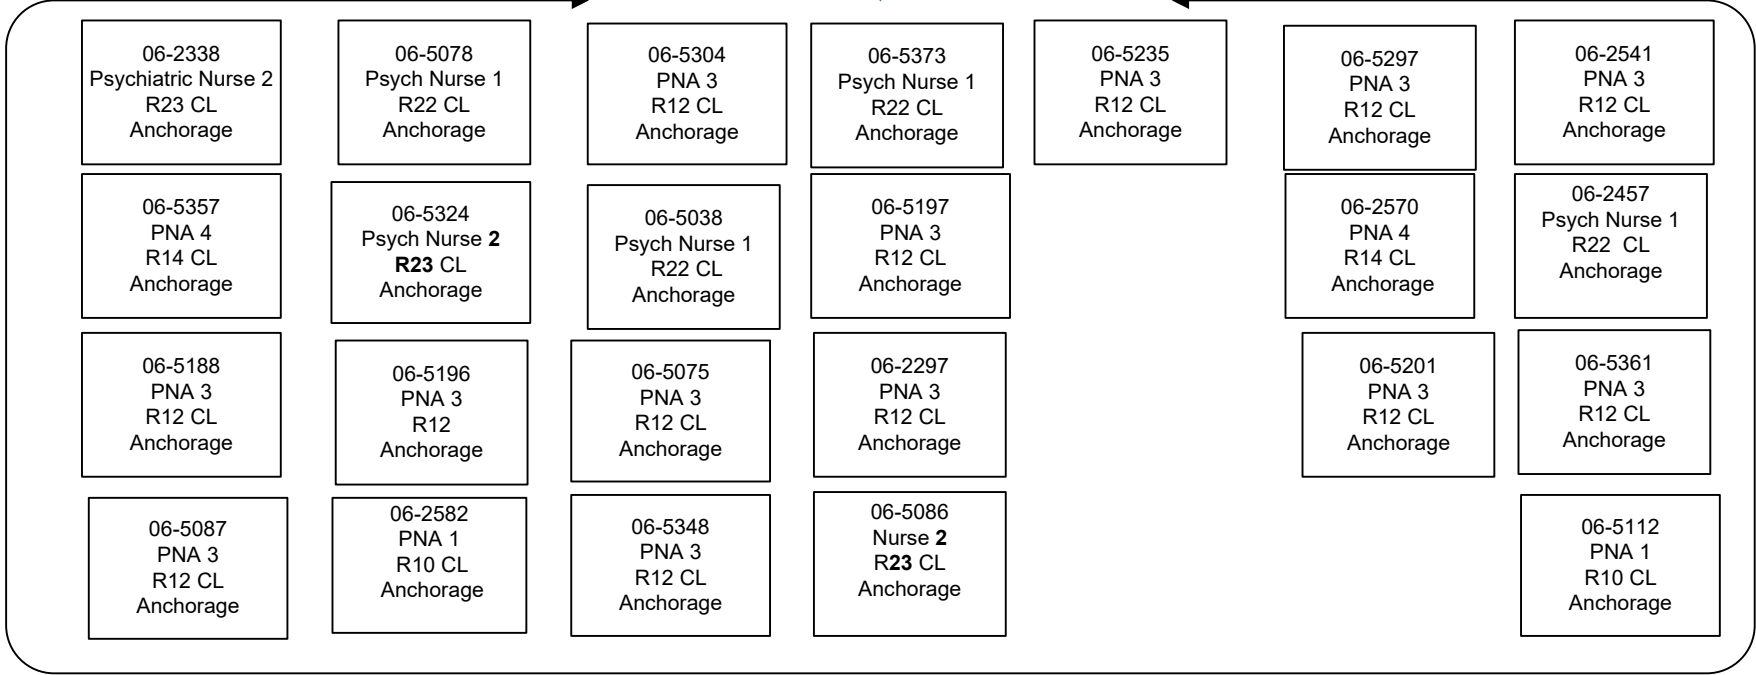 06-2338
Psychiatric Nurse 2
R23 CL
Anchorage
06-5078
Psych Nurse 1
R22 CL
Anchorage
06-5304
PNA 3
R12 CL
Anchorage
06-5373
Psych Nurse 1
R22 CL
Anchorage
06-5235
PNA 3
R12 CL
Anchorage
06-5297
PNA 3
R12 CL
Anchorage
06-2541
PNA 3
R12 CL
Anchorage
06-5357
PNA 4
R14 CL
Anchorage
06-5324
Psych Nurse 2
R23 CL
Anchorage
06-5038
Psych Nurse 1
R22 CL
Anchorage
06-5197
PNA 3
R12 CL
Anchorage
06-2570
PNA 4
R14 CL
Anchorage
06-2457
Psych Nurse 1
R22 CL
Anchorage
06-5188
PNA 3
R12 CL
Anchorage
06-5196
PNA 3
R12
Anchorage
06-5075
PNA 3
R12 CL
Anchorage
06-2297
PNA 3
R12 CL
Anchorage
06-5201
PNA 3
R12 CL
Anchorage
06-5361
PNA 3
R12 CL
Anchorage
06-5087
PNA 3
R12 CL
Anchorage
06-2582
PNA 1
R10 CL
Anchorage
06-5348
PNA 3
R12 CL
Anchorage
06-5086
Nurse 2
R23 CL
Anchorage
06-5112
PNA 1
R10 CL
Anchorage